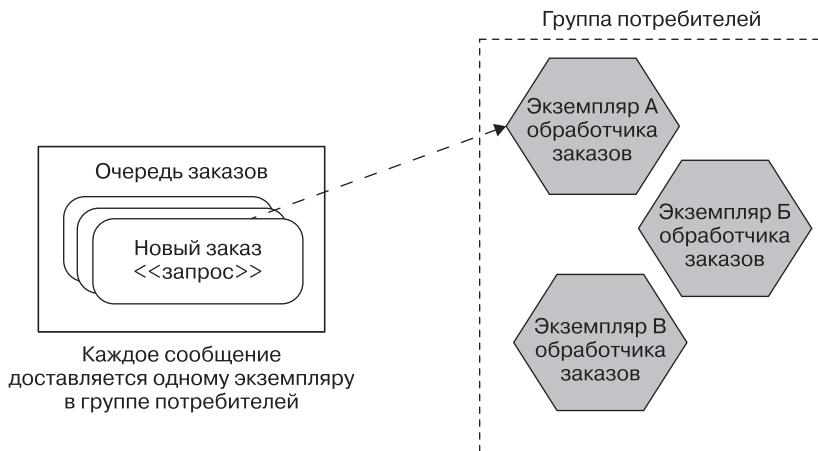 Группа потребителей
Экземпляр А
обработчика
заказов
Очередь заказов
Новый заказ
<<запрос>>
Экземпляр Б
обработчика
заказов
Экземпляр В
обработчика
заказов
Каждое сообщение
доставляется одному экземпляру
в группе потребителей